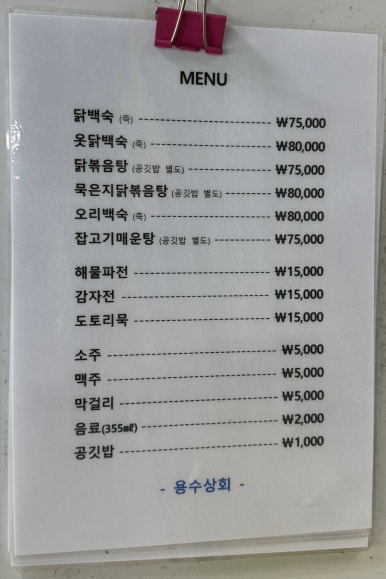 MENU
닭백숙 (죽) ---------- ₩75,000
옻닭백숙 (죽) ---------- ₩80,000
닭볶음탕 (공깃밥 별도) ---------- ₩75,000
묵은지닭볶음탕 (공깃밥 별도) ---------- ₩80,000
오리백숙 (죽) ---------- ₩80,000
잡고기매운탕 (공깃밥 별도) ---------- ₩75,000
해물파전 ---------- ₩15,000
감자전 ---------- ₩15,000
도토리묵 ---------- ₩15,000
소주 ---------- ₩5,000
맥주 ---------- ₩5,000
막걸리 ---------- ₩5,000
음료(355㎖) ---------- ₩2,000
공깃밥 ---------- ₩1,000
- 용수상회 -